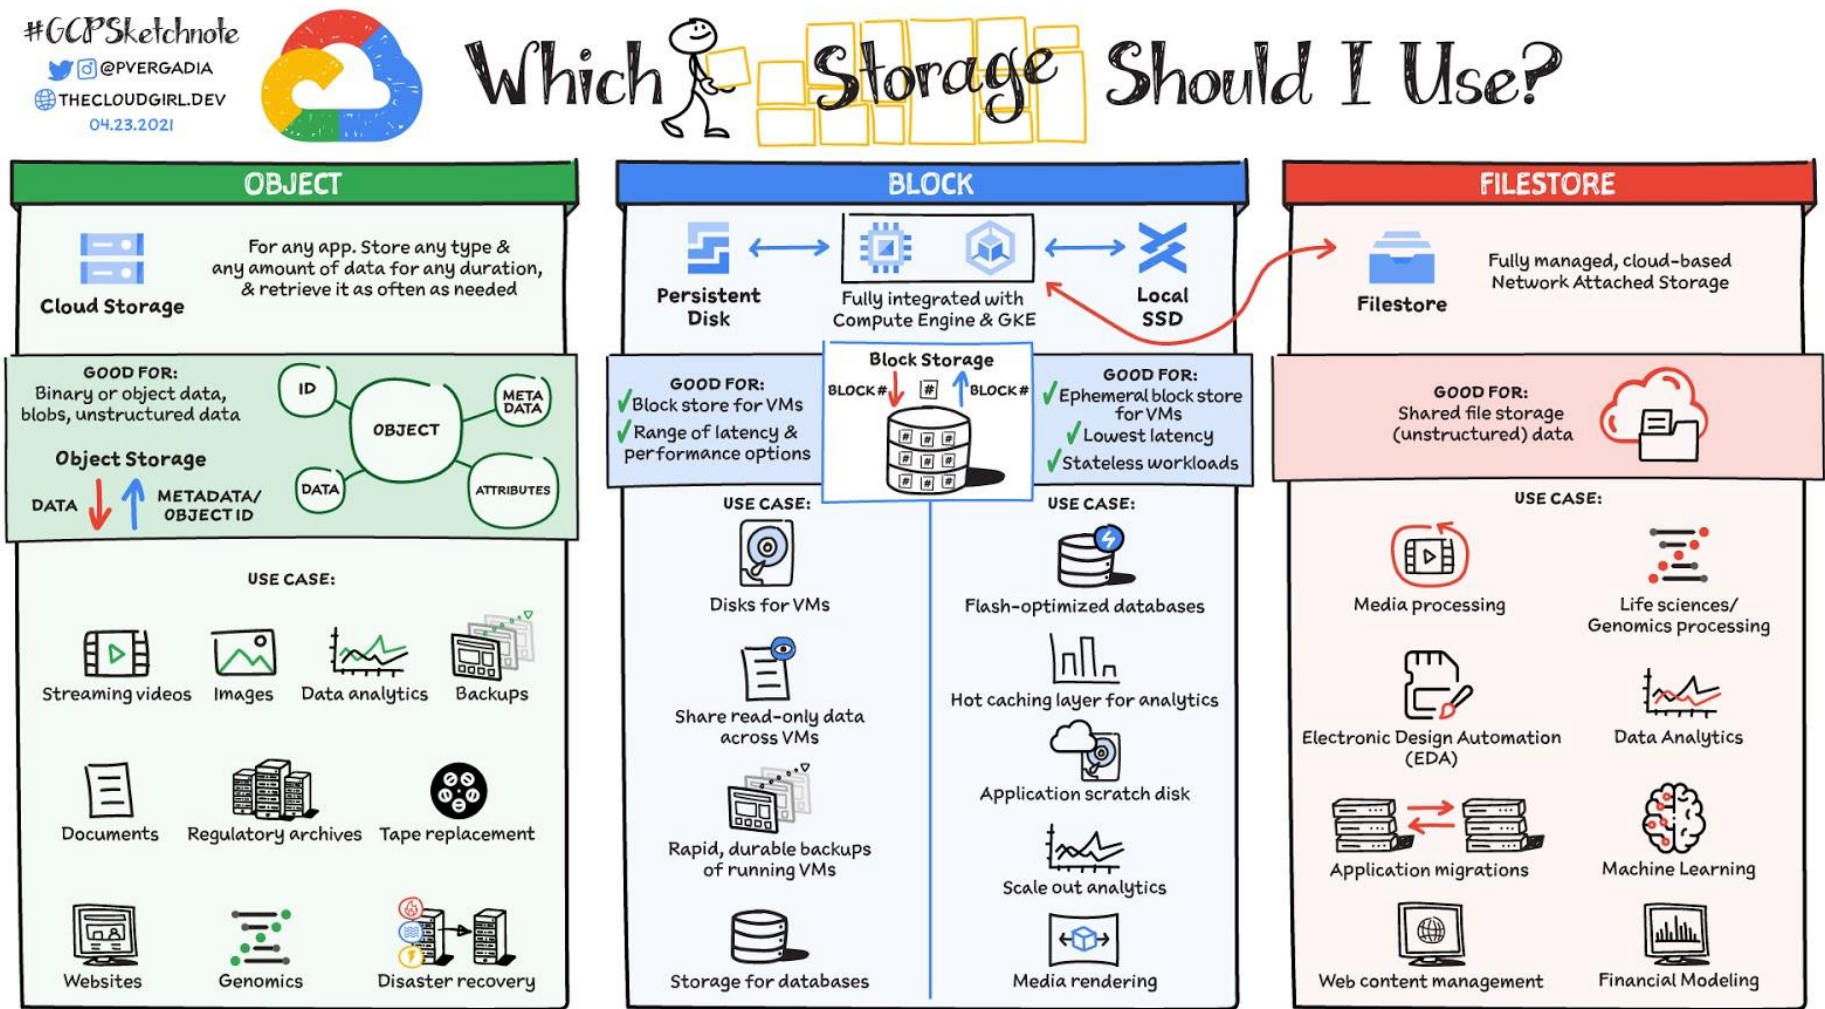 #GCPSketchnote
@PVERGADIA
THECLOUDGIRL.DEV
04.23.2021
Which Storage Should I Use?
OBJECT
Cloud Storage
For any app. Store any type &
any amount of data for any duration,
& retrieve it as often as needed
GOOD FOR:
Binary or object data,
blobs, unstructured data
Object Storage
DATA
METADATA/
OBJECT ID
ID
META
DATA
OBJECT
DATA
ATTRIBUTES
USE CASE:
Streaming videos
Images
Data analytics
Backups
Documents
Regulatory archives
Tape replacement
Websites
Genomics
Disaster recovery
BLOCK
Persistent
Disk
Fully integrated with
Compute Engine & GKE
Local
SSD
GOOD FOR:
Block store for VMs
Range of latency &
performance options
Block Storage
BLOCK#
#
BLOCK#
# # #
# # #
# # #
GOOD FOR:
Ephemeral block store
for VMs
Lowest latency
Stateless workloads
USE CASE:
Disks for VMs
Share read-only data
across VMs
Rapid, durable backups
of running VMs
Storage for databases
USE CASE:
Flash-optimized databases
Hot caching layer for analytics
Application scratch disk
Scale out analytics
Media rendering
FILESTORE
Filestore
Fully managed, cloud-based
Network Attached Storage
GOOD FOR:
Shared file storage
(unstructured) data
USE CASE:
Media processing
Life sciences/
Genomics processing
Electronic Design Automation
(EDA)
Data Analytics
Application migrations
Machine Learning
Web content management
Financial Modeling